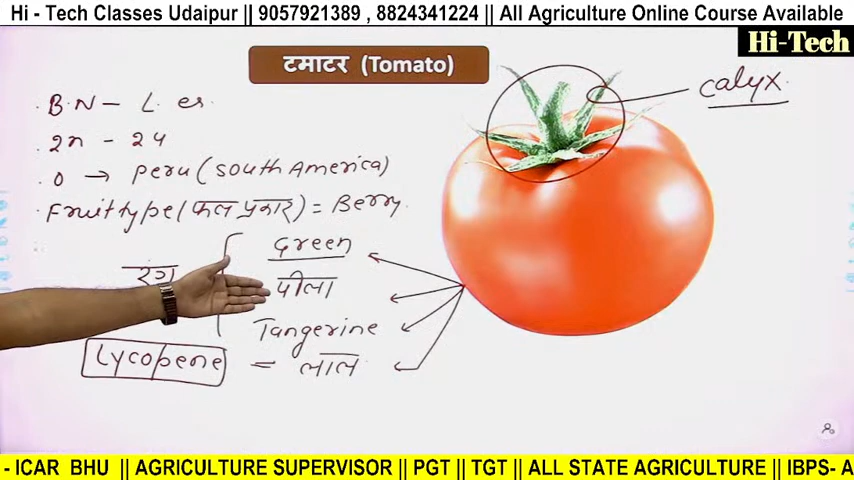 Hi - Tech Classes Udaipur || 9057921389 , 8824341224 || All Agriculture Online Course Available
Hi-Tech
टमाटर (Tomato)
calyx
B.N - L. es.
2n - 24
O → Peru (South America)
Fruit type (फल प्रकार) = Berry
Green
रंग
पीला
Tangerine
Lycopene = लाल
- ICAR BHU || AGRICULTURE SUPERVISOR || PGT || TGT || ALL STATE AGRICULTURE || IBPS- A